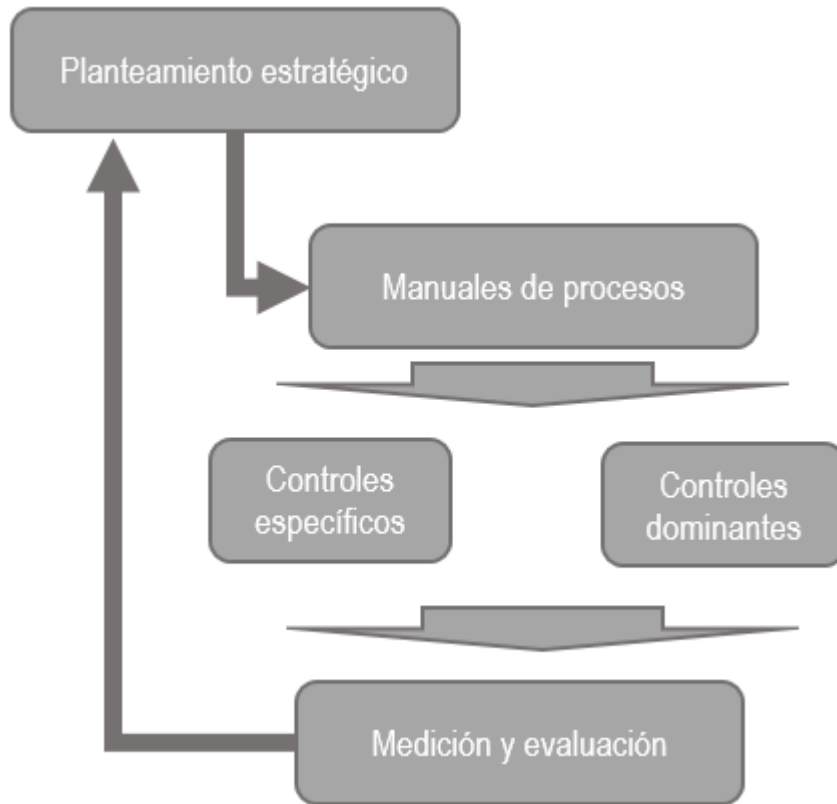 Planteamiento estratégico
Manuales de procesos
Controles
específicos
Controles
dominantes
Medición y evaluación